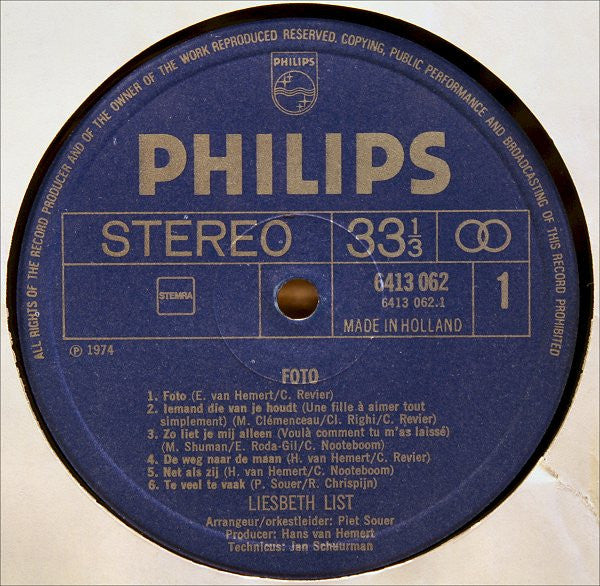 ALL RIGHTS OF THE RECORD PRODUCER AND OF THE OWNER OF THE WORK REPRODUCED RESERVED. COPYING, PUBLIC PERFORMANCE AND BROADCASTING OF THIS RECORD PROHIBITED
PHILIPS
PHILIPS
STEREO 33 1/3
STEMRA
6413 062
6413 062.1
1
MADE IN HOLLAND
Ⓟ 1974
FOTO
1. Foto (E. van Hemert/C. Revier)
2. Iemand die van je houdt (Une fille à aimer tout
simplement) (M. Clémenceau/Cl. Righi/C. Revier)
3. Zo liet je mij alleen (Voulà comment tu m'as laissé)
(M. Shuman/E. Roda-Gil/C. Nooteboom)
4. De weg naar de maan (H. van Hemert/C. Revier)
5. Net als zij (H. van Hemert/C. Nooteboom)
6. Te veel te vaak (P. Souer/R. Chrispijn)
LIESBETH LIST
Arrangeur/orkestleider: Piet Souer
Producer: Hans van Hemert
Technicus: Jan Schuurman